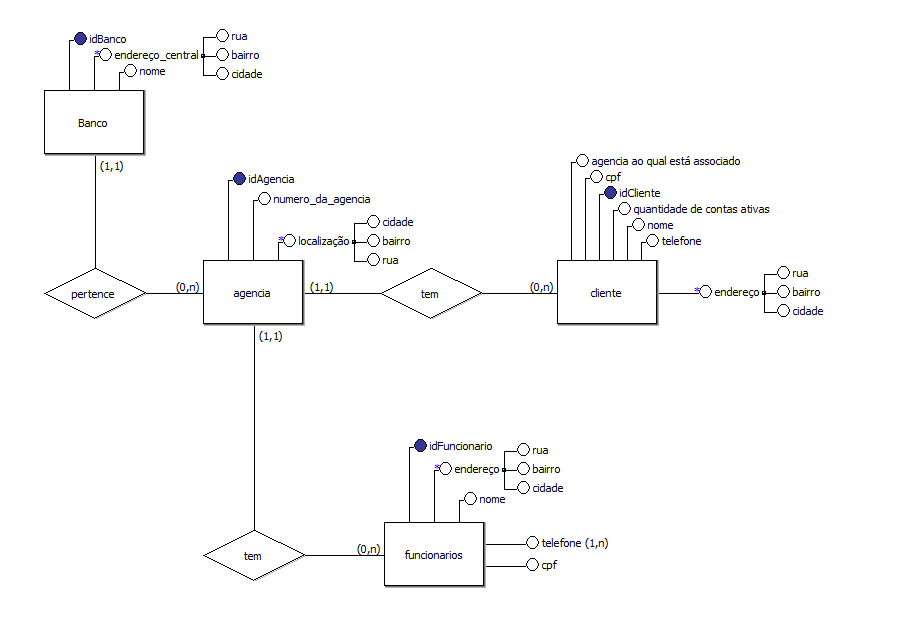 idBanco
* endereço_central
nome
rua
bairro
cidade
Banco
(1,1)
pertence
(0,n)
idAgencia
numero_da_agencia
* localização
cidade
bairro
rua
agencia
(1,1)
tem
(0,n)
agencia ao qual está associado
cpf
idCliente
quantidade de contas ativas
nome
telefone
cliente
* endereço
rua
bairro
cidade
(1,1)
tem
(0,n)
idFuncionario
* endereço
nome
rua
bairro
cidade
funcionarios
telefone (1,n)
cpf